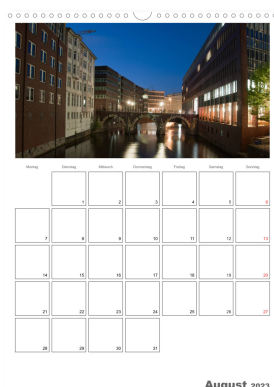 Montag Dienstag Mittwoch Donnerstag Freitag Samstag Sonntag
1 2 3 4 5 6
7 8 9 10 11 12 13
14 15 16 17 18 19 20
21 22 23 24 25 26 27
28 29 30 31
August 2023